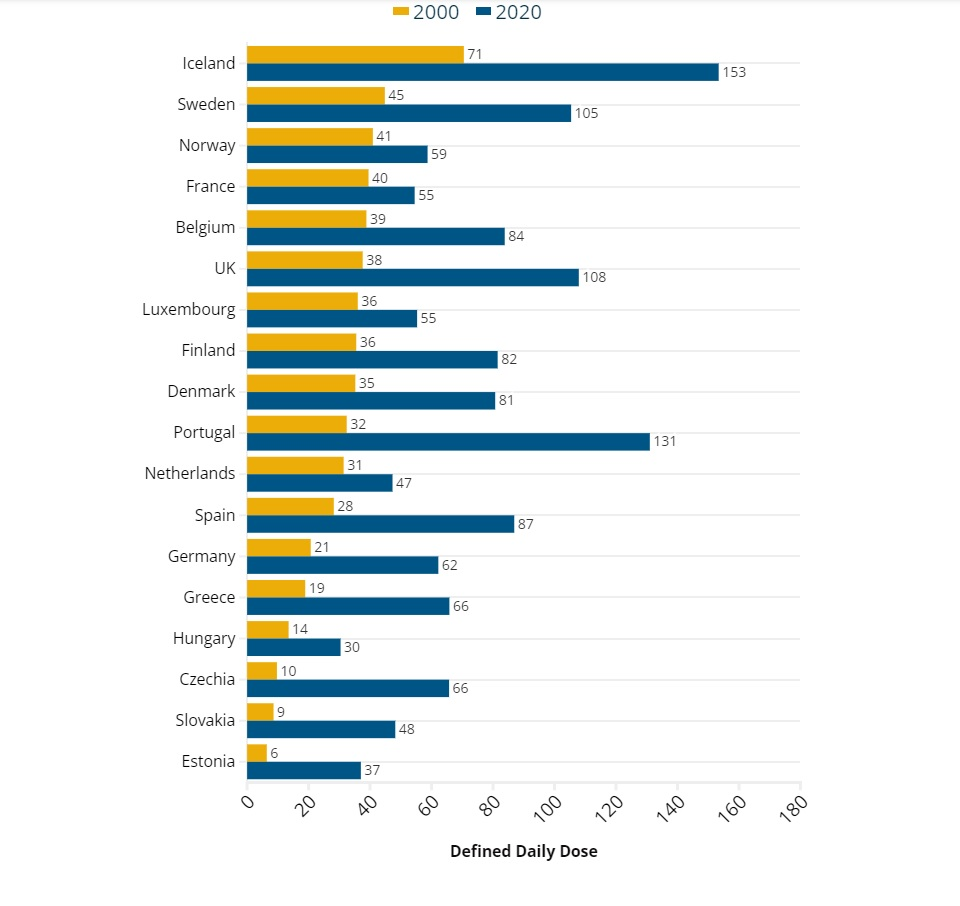 2000 2020
Iceland 71
153
Sweden 45
105
Norway 41
59
France 40
55
Belgium 39
84
UK 38
108
Luxembourg 36
55
Finland 36
82
Denmark 35
81
Portugal 32
131
Netherlands 31
47
Spain 28
87
Germany 21
62
Greece 19
66
Hungary 14
30
Czechia 10
66
Slovakia 9
48
Estonia 6
37
0 20 40 60 80 100 120 140 160 180
Defined Daily Dose